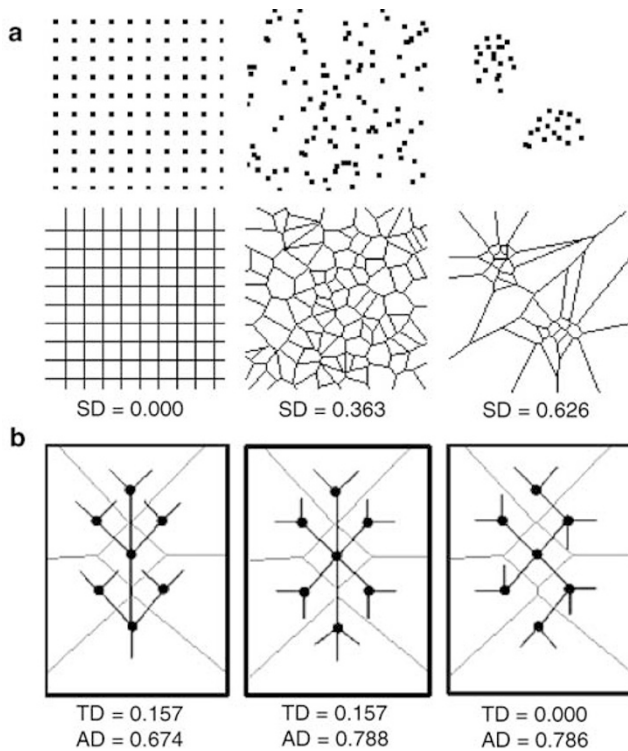 a
SD = 0.000 SD = 0.363 SD = 0.626
b
TD = 0.157 TD = 0.157 TD = 0.000
AD = 0.674 AD = 0.788 AD = 0.786